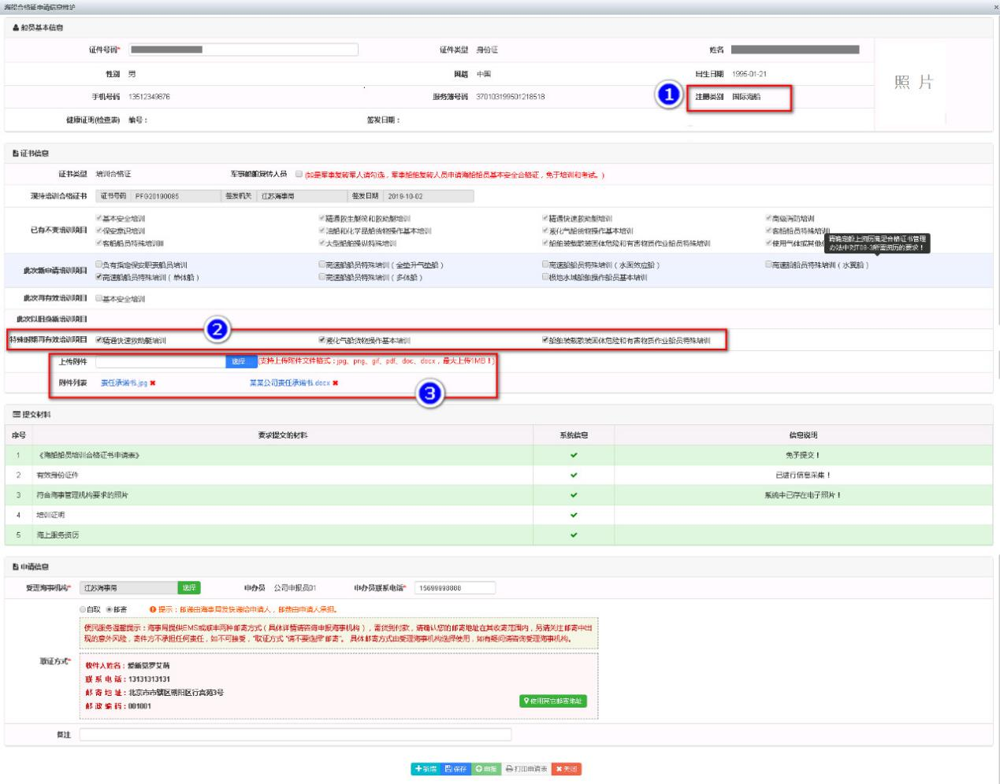 海船合格证申请信息维护 ×
船员基本信息
证件号码* 证件类型 身份证 姓名
性别 男 国籍 中国 出生日期 1995-01-21
照 片
手机号码 13512349876 服务簿号码 370103199501218518 1 注册类别 国际海船
健康证明(检查表) 编号： 签发日期：
证书信息
证书类型 培训合格证 军事船舶复转人员 (如是军事复转军人请勾选，军事船舶复转人员申请海船船员基本安全合格证，免于培训和考试。)
现持培训合格证书 证书号码 PFG20190085 签发机关 江苏海事局 签发日期 2019-10-02
已有不变培训项目
基本安全培训 精通救生艇筏和救助艇培训 精通快速救助艇培训 高级消防培训
保安意识培训 油船和化学品船货物操作基本培训 液化气船货物操作基本培训 客船船员特殊培训
客船船员特殊培训II 大型船舶操纵特殊培训 船舶装载散装固体危险和有害物质作业船员特殊培训 使用气体或其他
请确定船上资历满足合格证书管理
办法中对T08-3所需资历的要求！
此次新申请培训项目
负有指定保安职责船员培训 高速船船员特殊培训（全垫升气垫船） 高速船船员特殊培训（水面效应船） 高速船船员特殊培训（水翼船）
高速船船员特殊培训（单体船） 高速船船员特殊培训（多体船） 极地水域船舶操作船员基本培训
此次再有效培训项目 基本安全培训
此次以旧换新培训项目
2
特殊时期再有效培训项目 精通快速救助艇培训 液化气船货物操作基本培训 船舶装载散装固体危险和有害物质作业船员特殊培训
上传附件 选择 (支持上传附件文件格式：jpg、png、gif、pdf、doc、docx，最大上传1MB！)
附件列表 责任承诺书.jpg ✖ 某某公司责任承诺书.docx ✖
3
提交材料
序号 要求提交的材料 系统信息 信息说明
1 《海船船员培训合格证书申请表》 ✔ 免予提交！
2 有效身份证件 ✔ 已进行信息采集！
3 符合海事管理机构要求的照片 ✔ 系统中已存在电子照片！
4 培训证明 ✔
5 海上服务资历 ✔
申请信息
受理海事机构* 江苏海事局 选择 申办员 公司申报员01 申办员联系电话* 15699998888
取证方式*
自取 邮寄 提示：邮递由海事局发快递给申请人，邮费由申请人承担。
便民服务温馨提示：海事局提供EMS或顺丰两种邮寄方式（具体详情请咨询申报海事机构），需货到付款，请确认您的邮寄地址在其收寄范围内，另请关注邮寄中出
现的意外风险，寄件方不承担任何责任，如不可接受，"取证方式"请不要选择"邮寄"。 具体邮寄方式由受理海事机构选择使用，如有疑问请咨询受理海事机构。
收件人姓名：爱新觉罗艾萌
联 系 电 话：13131313131
邮 寄 地 址：北京市市辖区朝阳区行宫苑3号
邮 政 编 码：001001
使用其它邮寄地址
备注
新增 保存 申报 打印申请表 关闭